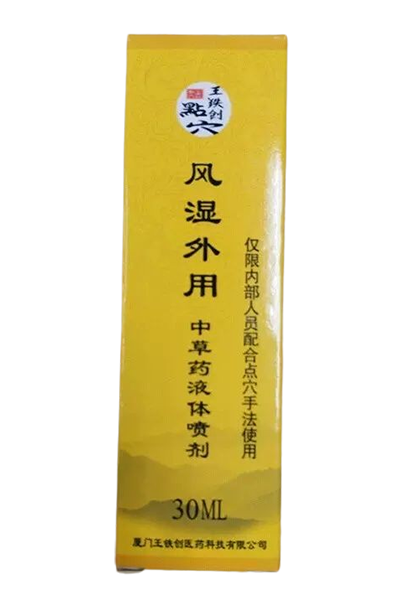 王铁创
點穴
风湿外用
中草药液体喷剂
仅限内部人员配合点穴手法使用
30ML
厦门王铁创医药科技有限公司